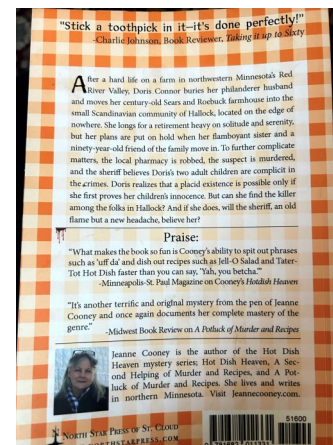 "Stick a toothpick in it—it's done perfectly!"
-Charlie Johnson, Book Reviewer, Taking it up to Sixty
After a hard life on a farm in northwestern Minnesota's Red
River Valley, Doris Connor buries her philanderer husband
and moves her century-old Sears and Roebuck farmhouse into the
small Scandinavian community of Hallock, located on the edge of
nowhere. She longs for a retirement heavy on solitude and serenity,
but her plans are put on hold when her flamboyant sister and a
ninety-year-old friend of the family move in. To further complicate
matters, the local pharmacy is robbed, the suspect is murdered,
and the sheriff believes Doris's two adult children are complicit in
the crimes. Doris realizes that a placid existence is possible only if
she first proves her children's innocence. But can she find the killer
among the folks in Hallock? And if she does, will the sheriff, an old
flame but a new headache, believe her?
Praise:
"What makes the book so fun is Cooney's ability to spit out phrases
such as 'uff da' and dish out recipes such as Jell-O Salad and Tater-
Tot Hot Dish faster than you can say, 'Yah, you betcha.'"
-Minneapolis-St. Paul Magazine on Cooney's Hotdish Heaven
"It's another terrific and original mystery from the pen of Jeanne
Cooney and once again documents her complete mastery of the
genre."
-Midwest Book Review on A Potluck of Murder and Recipes
Jeanne Cooney is the author of the Hot Dish
Heaven mystery series; Hot Dish Heaven, A Sec-
ond Helping of Murder and Recipes, and A Pot-
luck of Murder and Recipes. She lives and writes
in northern Minnesota. Visit Jeannecooney.com.
51600
North Star Press of St. Cloud
northstarpress.com